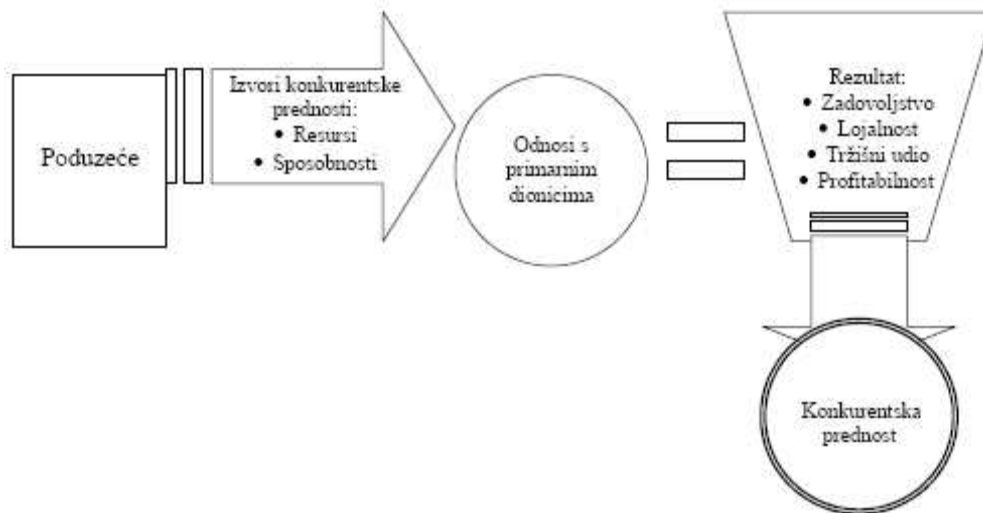 Poduzeće
Izvori konkurentske
prednosti:
• Resursi
• Sposobnosti
Odnosi s
primarnim
dionicima
Rezultat:
• Zadovoljstvo
• Lojalnost
• Tržišni udio
• Profitabilnost
Konkurentska
prednost